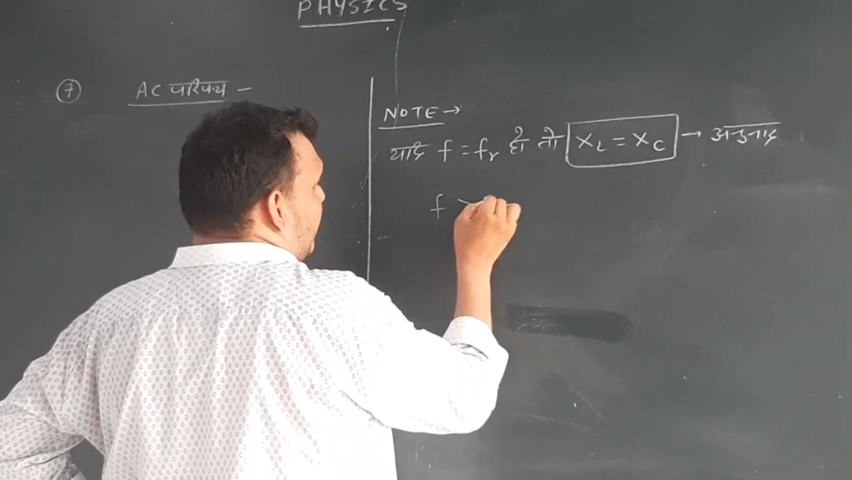 PHYSICS
7 AC परिपथ -
NOTE →
यदि f = fr हो तो XL = XC → अनुनाद
f >